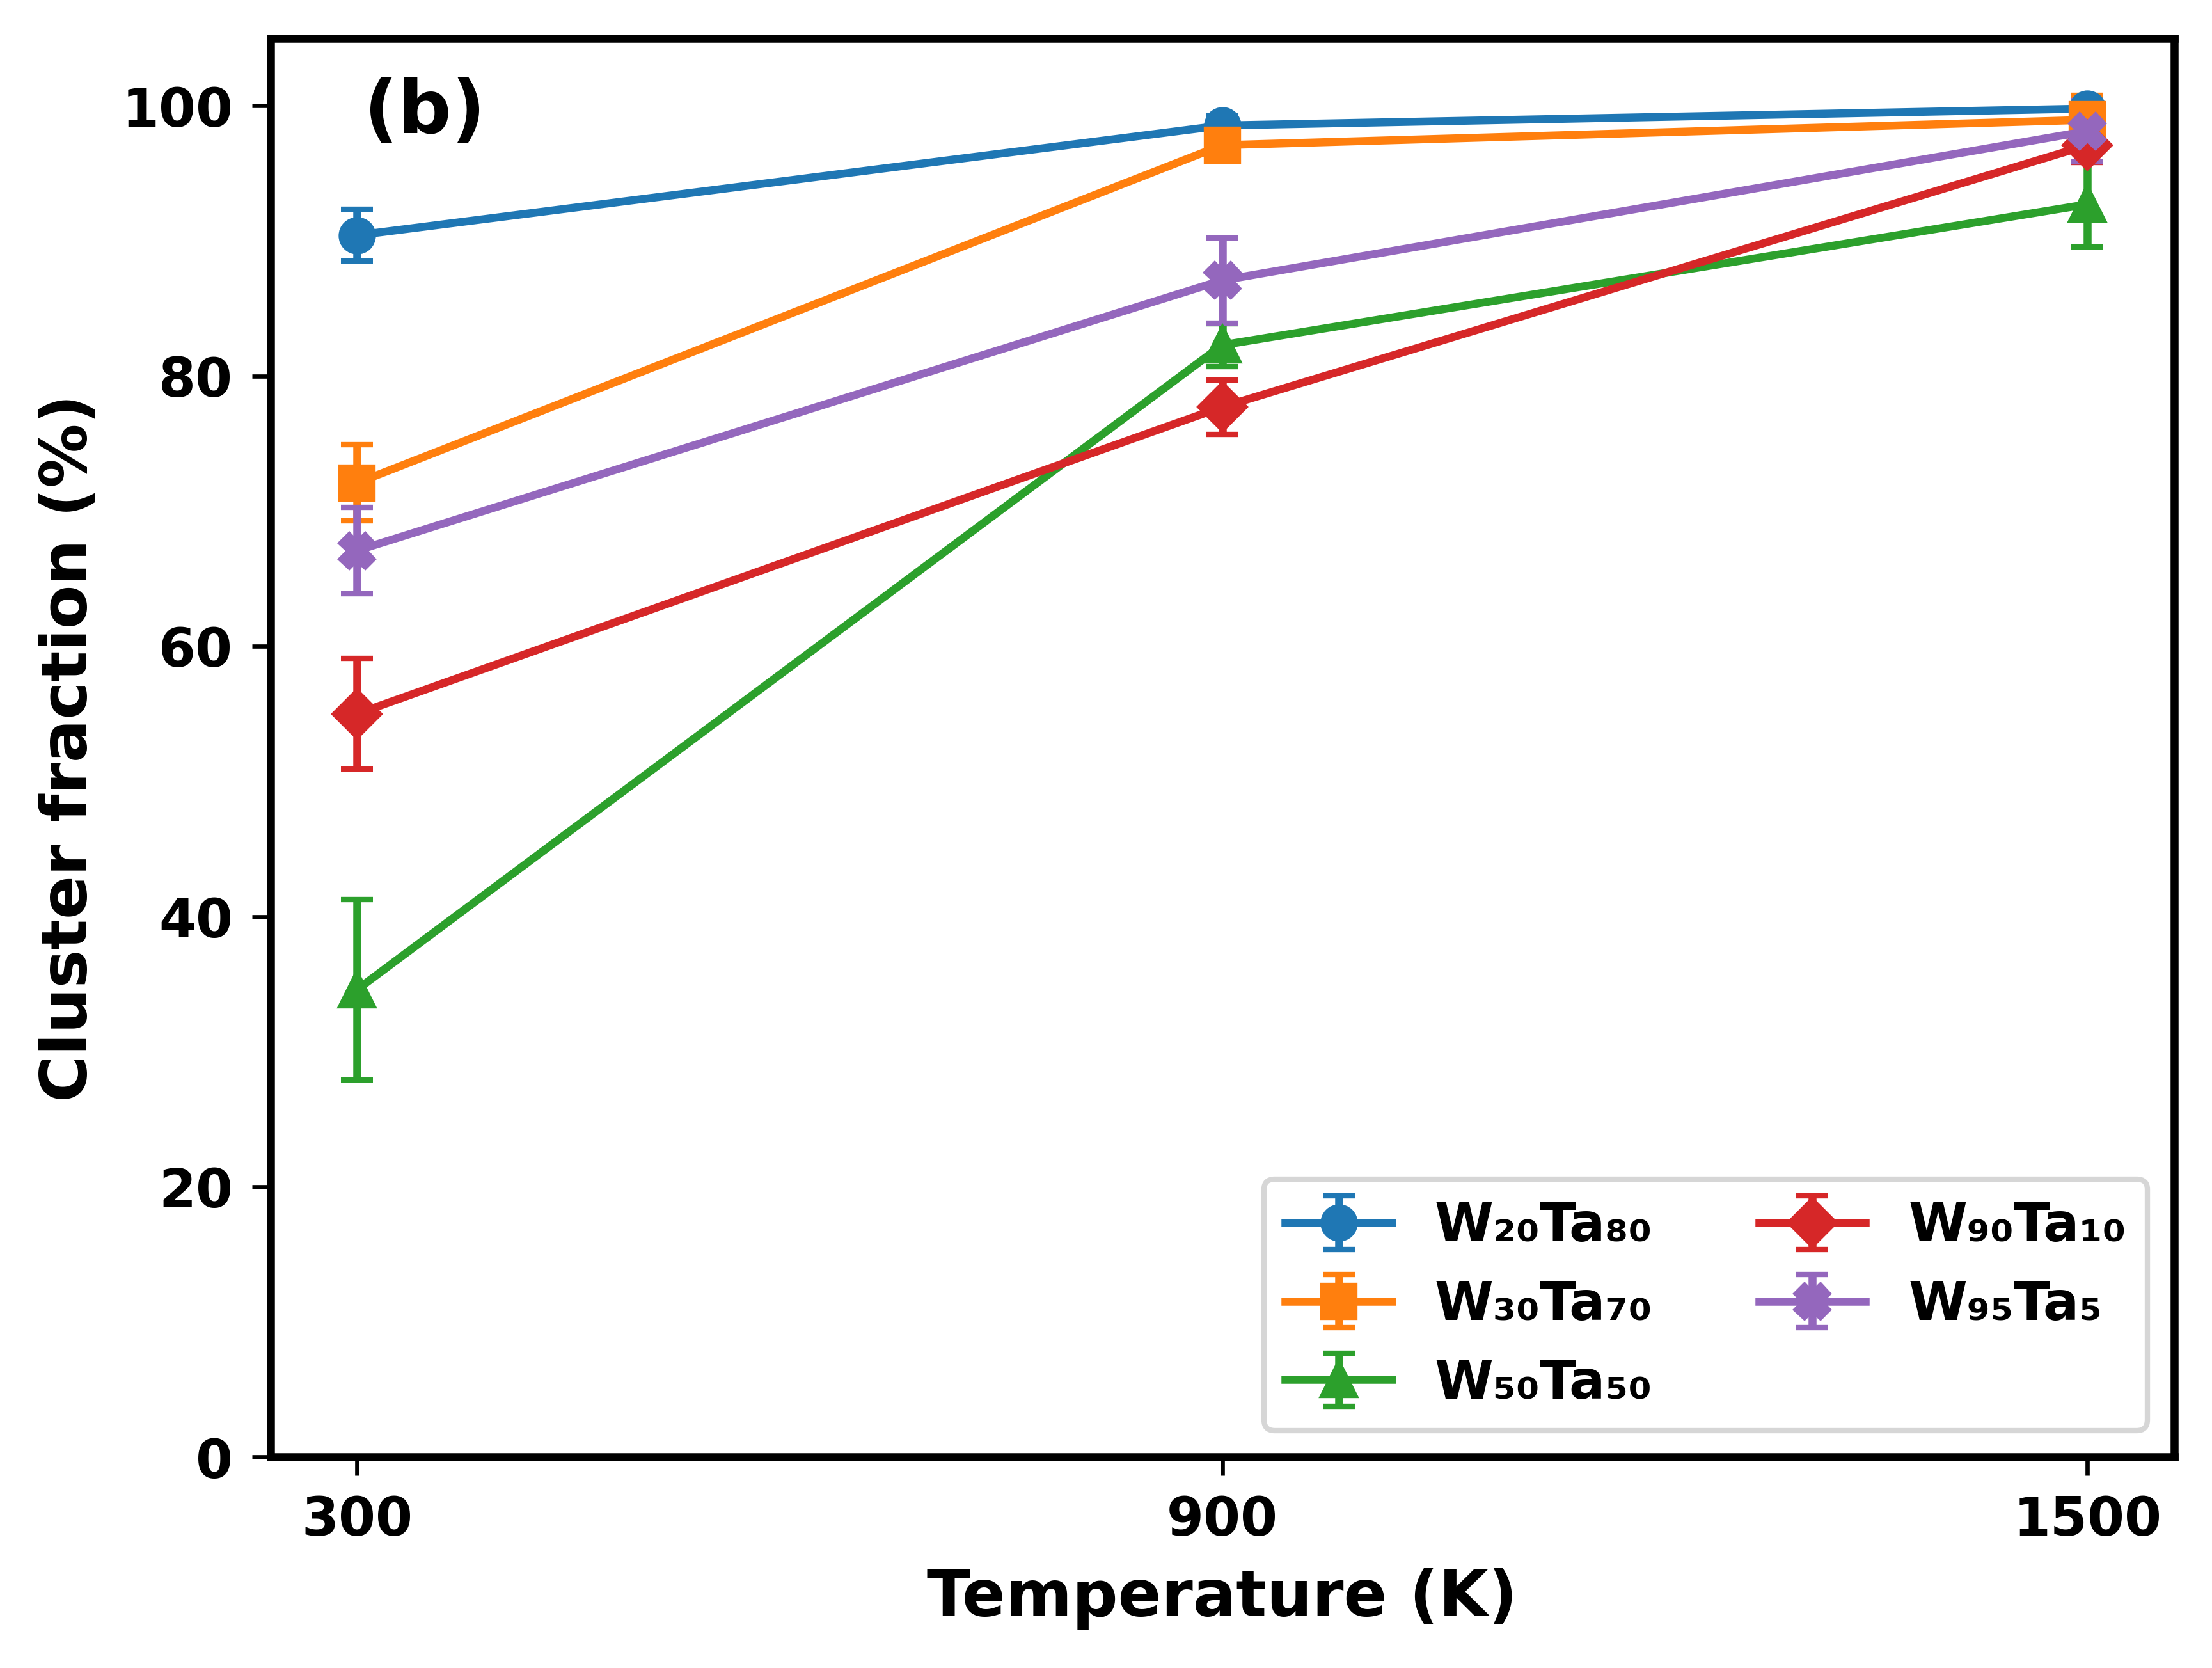 (b)
100
80
60
40
20
0
Cluster fraction (%)
300 900 1500
Temperature (K)
W₂₀Ta₈₀
W₃₀Ta₇₀
W₅₀Ta₅₀
W₉₀Ta₁₀
W₉₅Ta₅